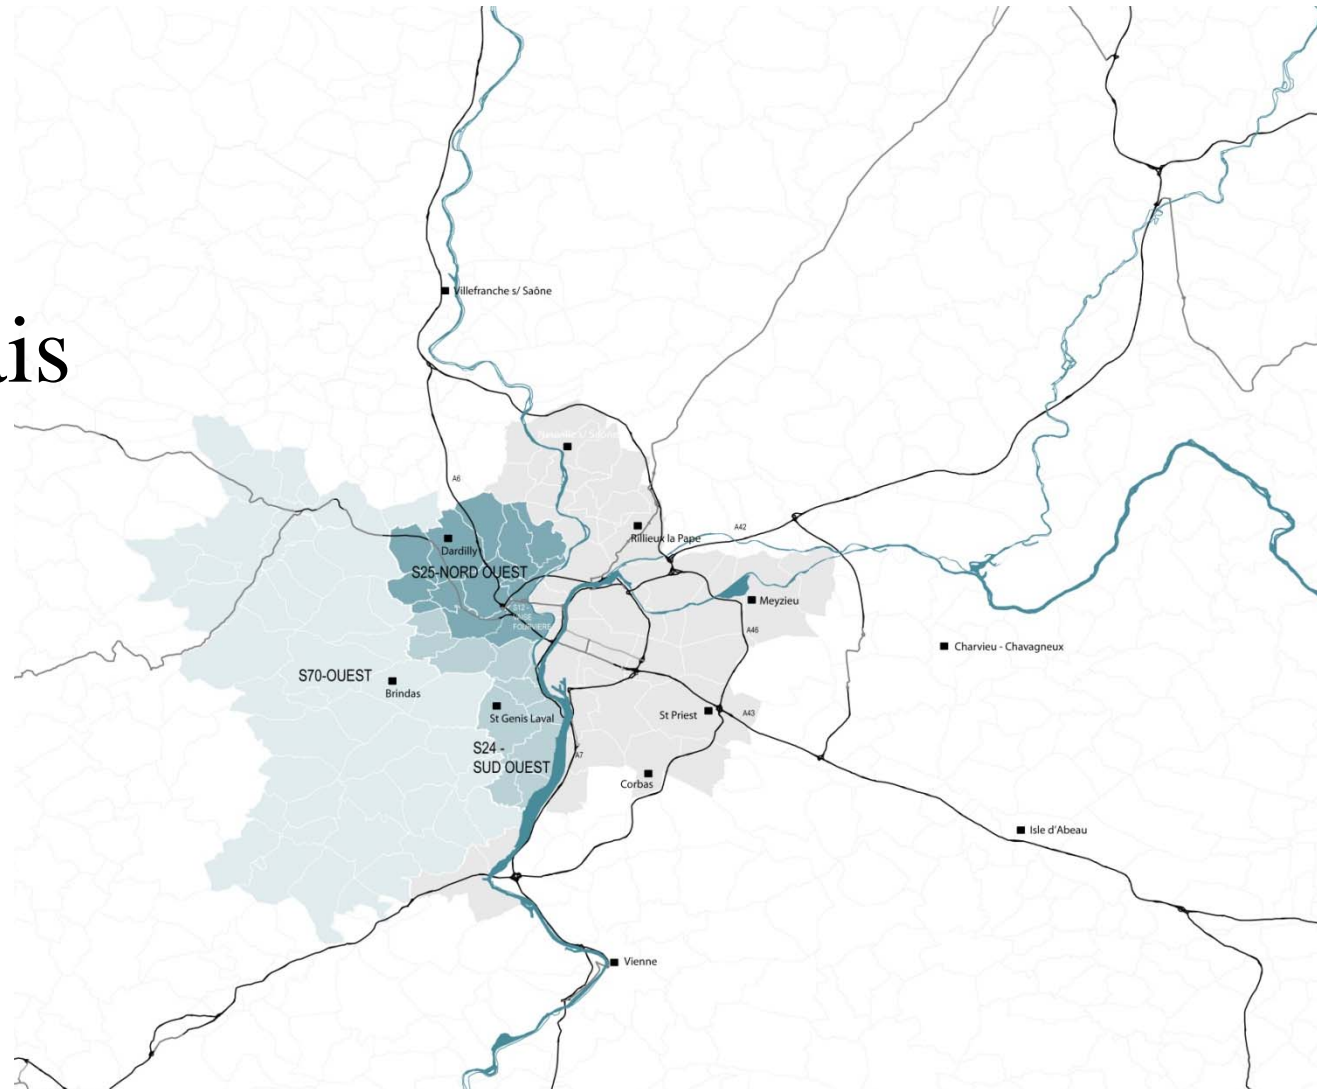 Villefranche s/ Saône
ais
A6
A42
Rillieux la Pape
Dardilly
S25-NORD OUEST
Meyzieu
A46
Charvieu - Chavagneux
S70-OUEST
Brindas
St Genis Laval
St Priest
A43
S24 -
SUD OUEST
A7
Corbas
Isle d'Abeau
Vienne